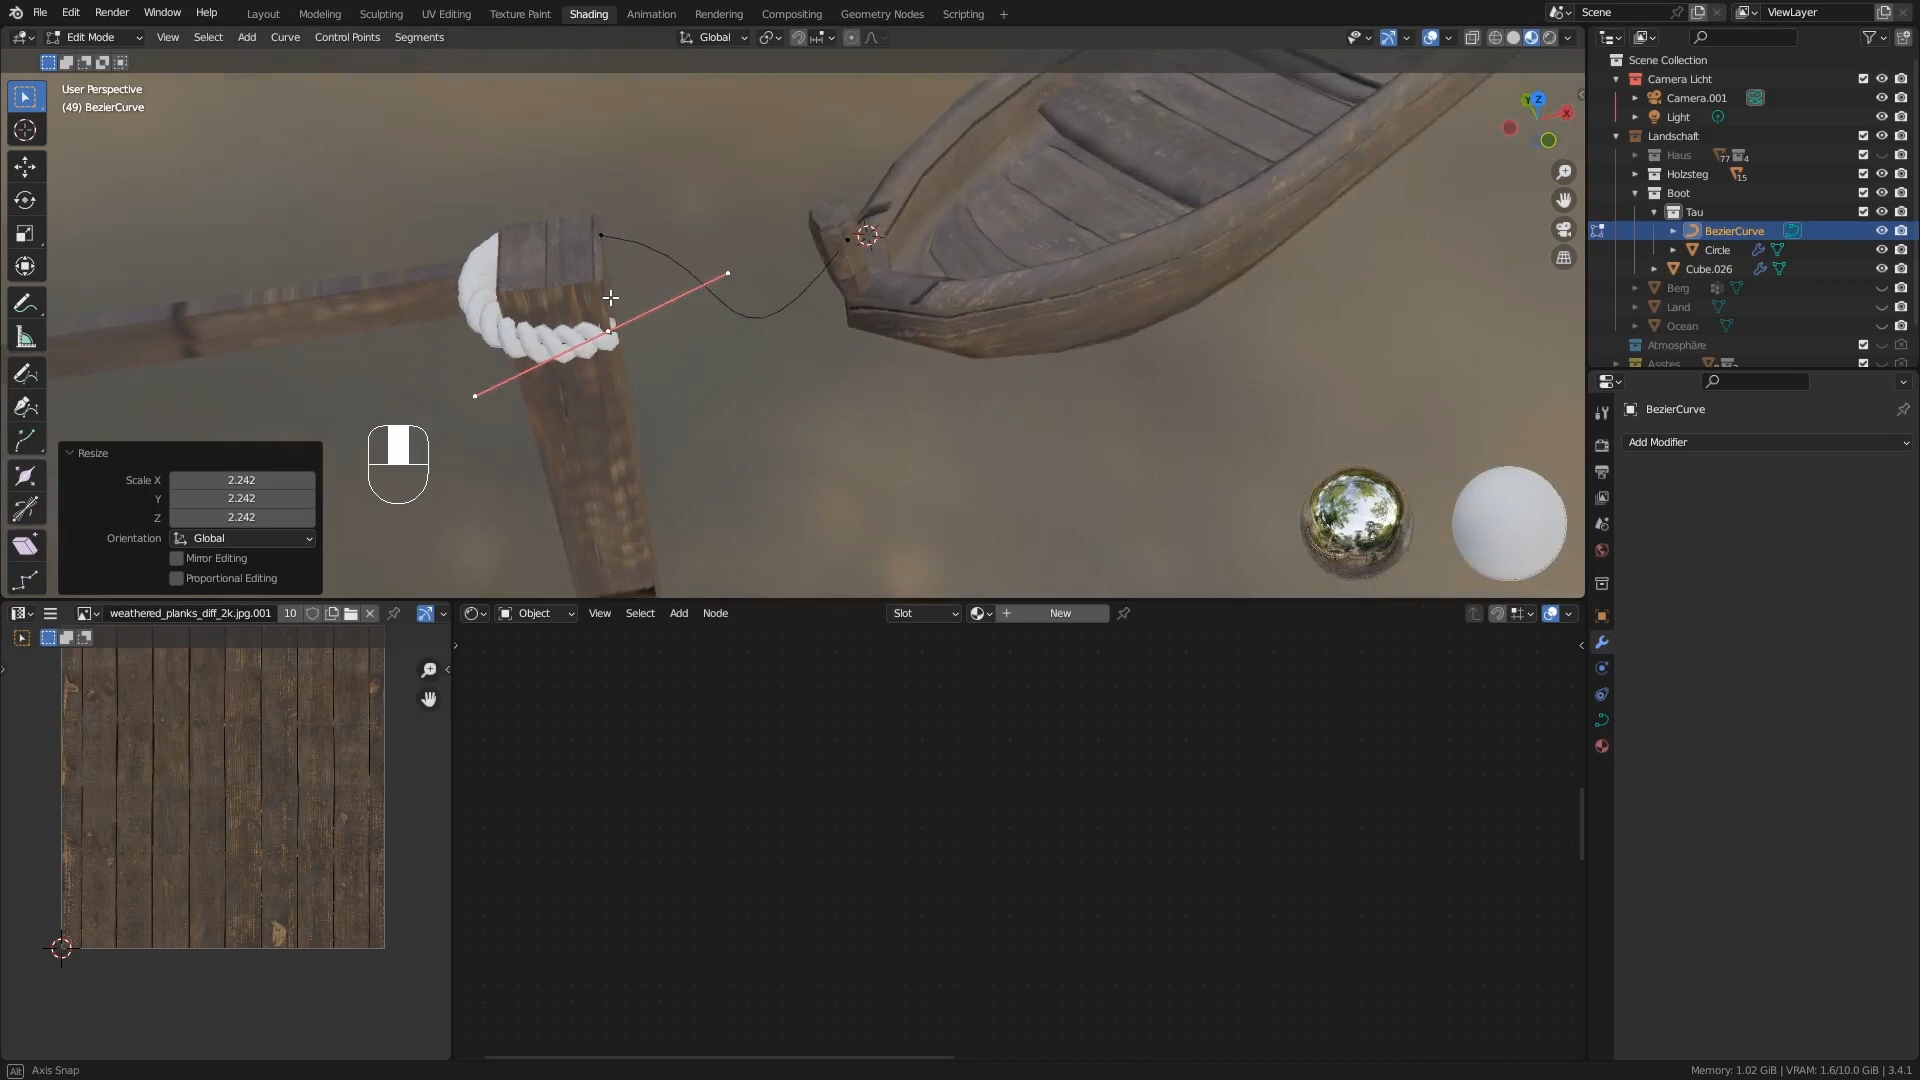 File Edit Render Window Help Layout Modeling Sculpting UV Editing Texture Paint Shading Animation Rendering Compositing Geometry Nodes Scripting + Scene ViewLayer
Edit Mode View Select Add Curve Control Points Segments Global
User Perspective
(49) BezierCurve
Y Z X
Scene Collection
Camera Licht
Camera.001
Light
Landschaft
Haus 77 4
Holzsteg 15
Boot
Tau
BezierCurve
Circle
Cube.026
Berg
Land
Ocean
Atmosphäre
Asstes
BezierCurve
Add Modifier
Resize
Scale X 2.242
Y 2.242
Z 2.242
Orientation Global
Mirror Editing
Proportional Editing
weathered_planks_diff_2k.jpg.001 10
Object View Select Add Node Slot New
Alt Axis Snap
Memory: 1.02 GiB | VRAM: 1.6/10.0 GiB | 3.4.1